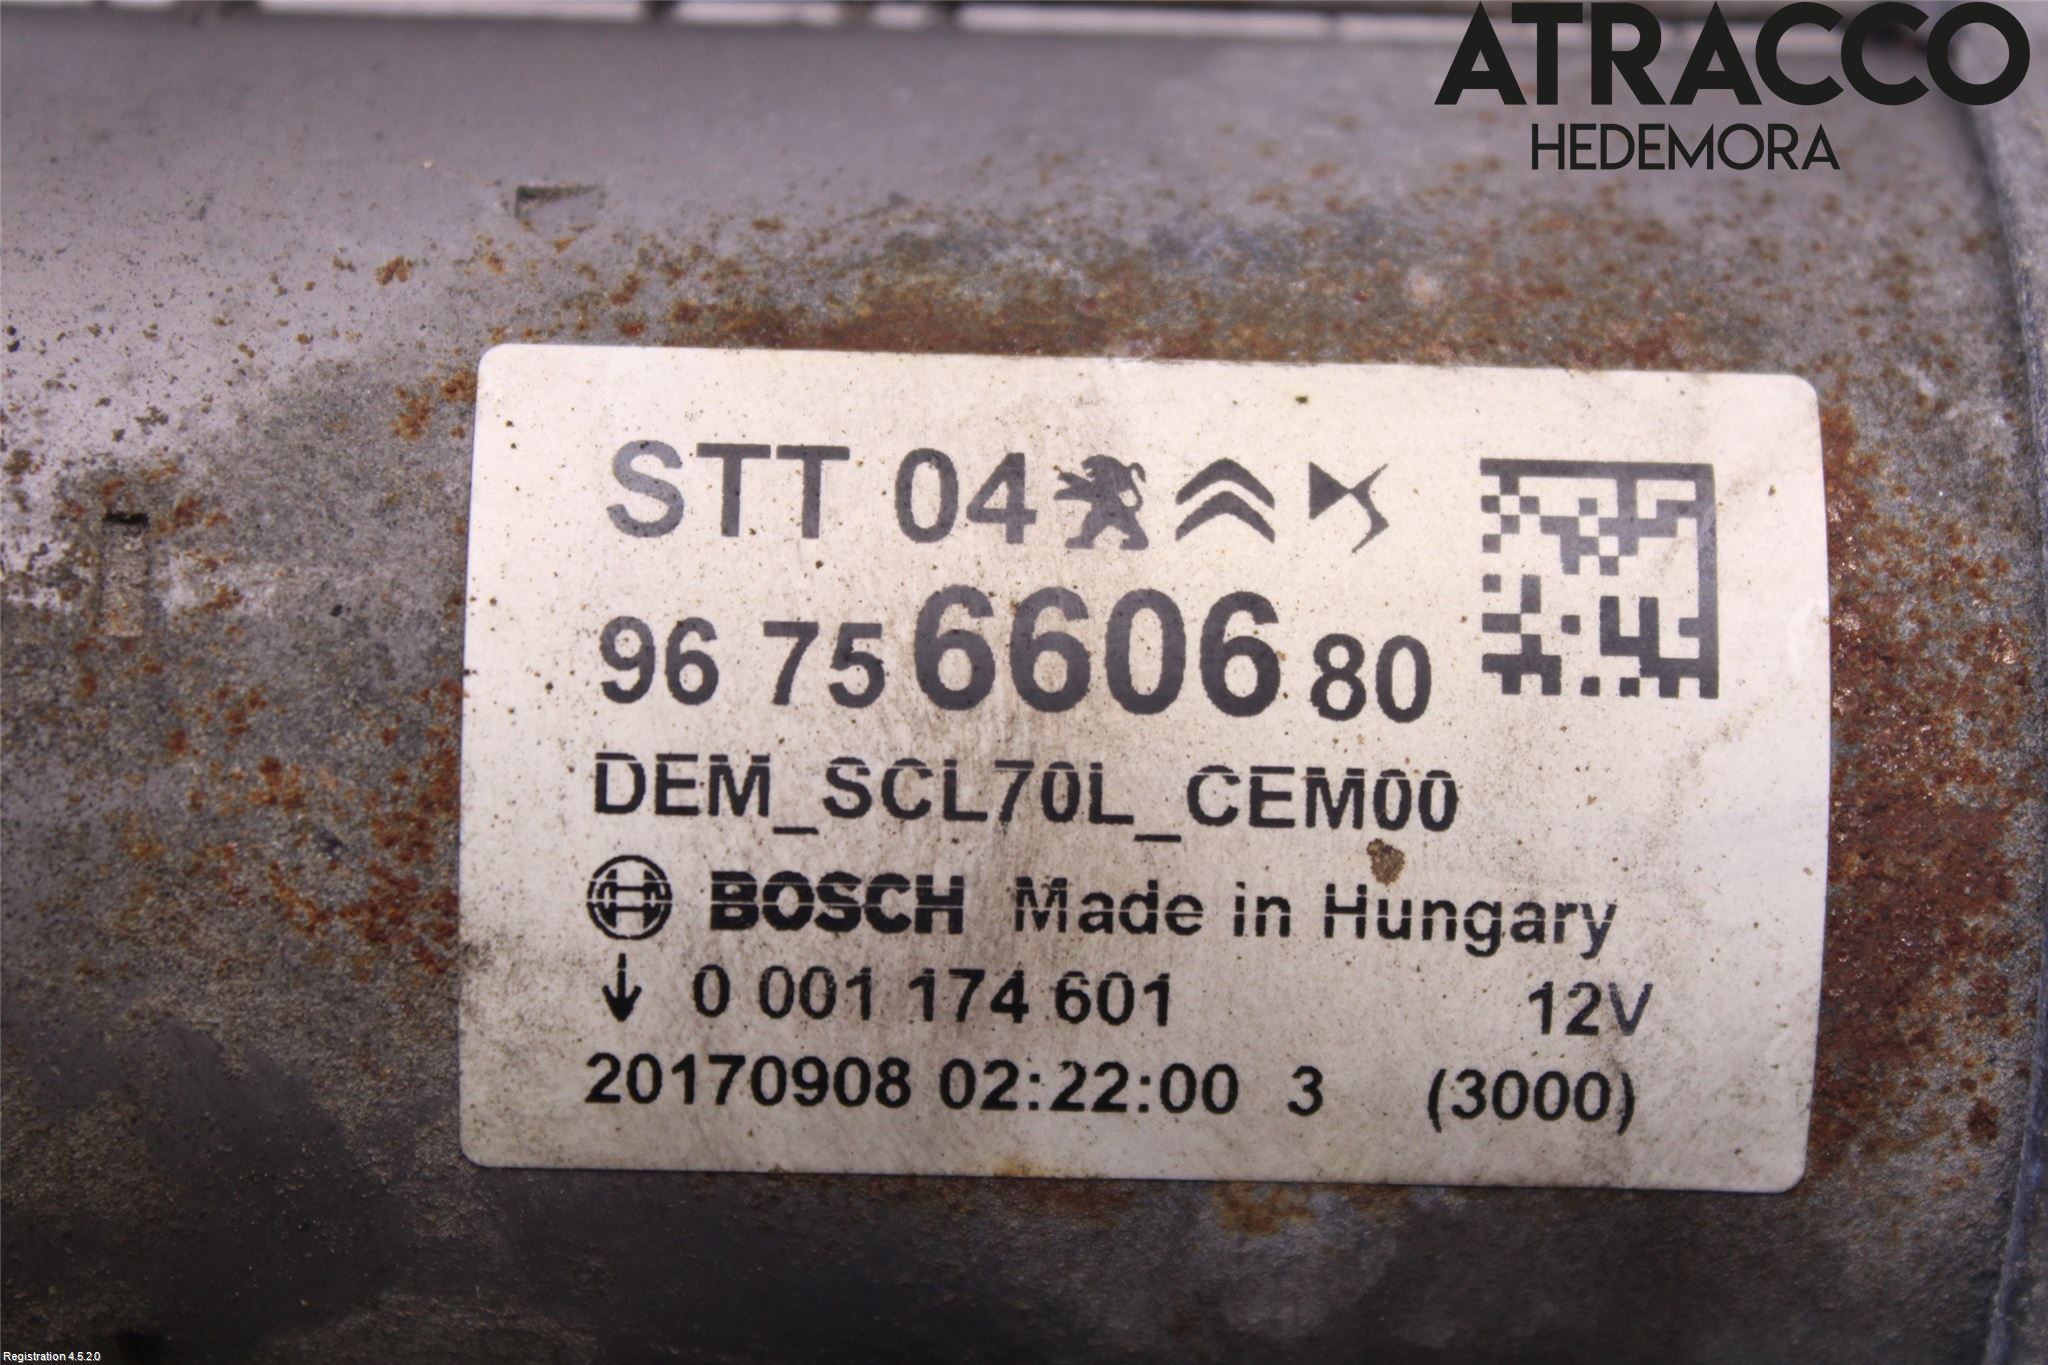 ATRACCO
HEDEMORA
STT 04
96 75 6606 80
DEM_SCL70L_CEM00
BOSCH Made in Hungary
↓ 0 001 174 601 12V
20170908 02:22:00 3 (3000)
Registration 4.5.2.0